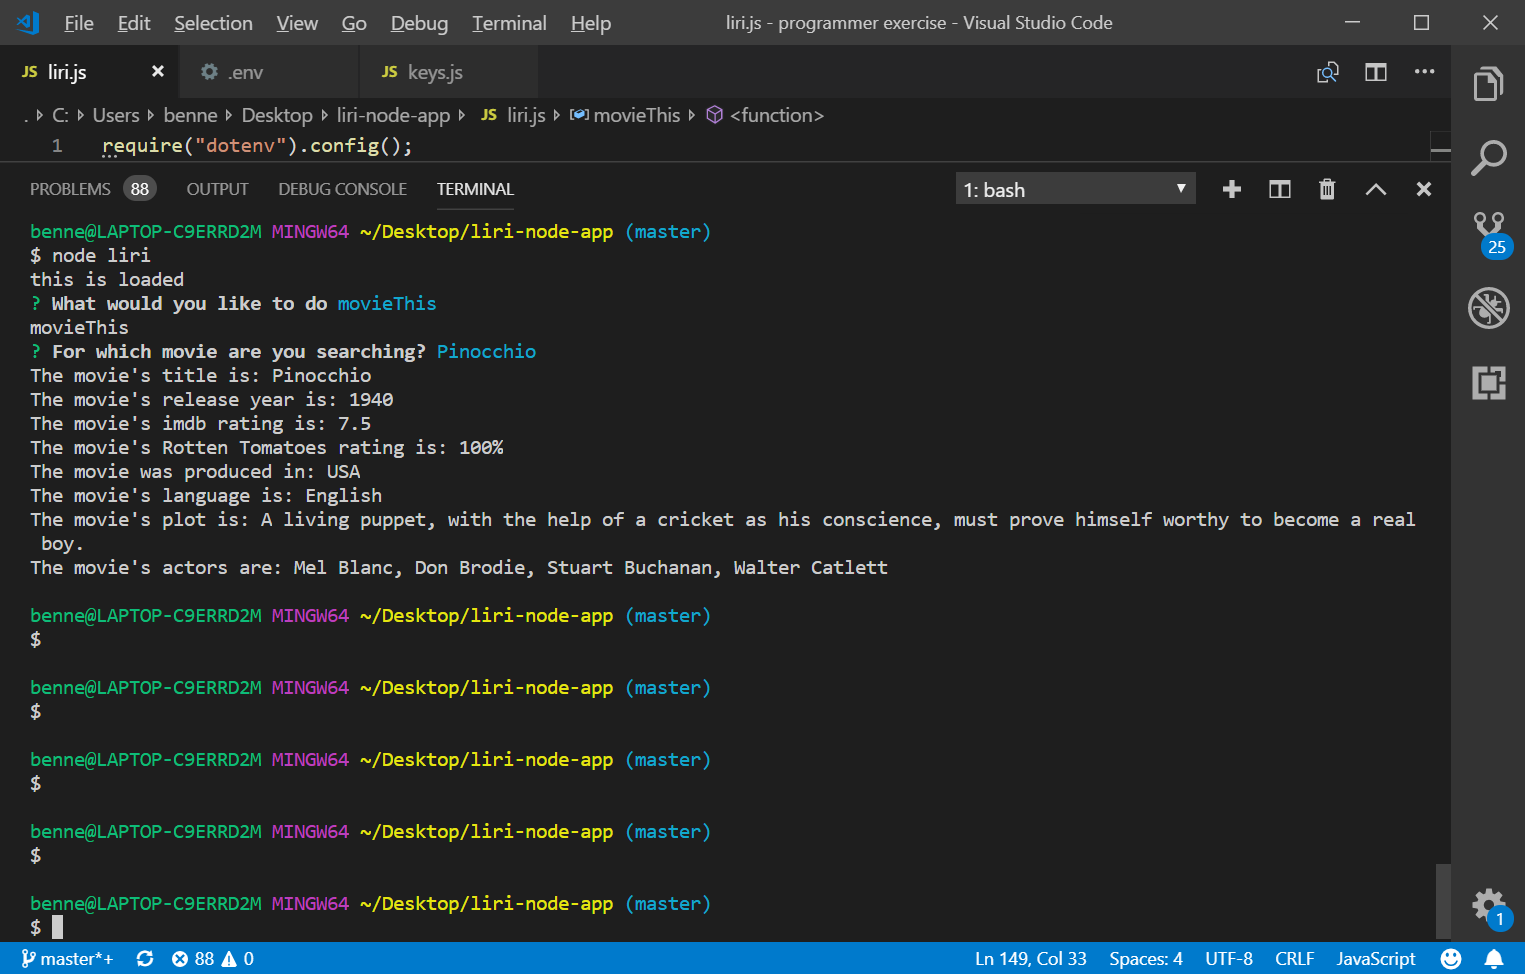 File Edit Selection View Go Debug Terminal Help liri.js - programmer exercise - Visual Studio Code
JS liri.js .env JS keys.js
. C: Users benne Desktop liri-node-app JS liri.js movieThis <function>
1 require("dotenv").config();
PROBLEMS 88 OUTPUT DEBUG CONSOLE TERMINAL 1: bash
benne@LAPTOP-C9ERRD2M MINGW64 ~/Desktop/liri-node-app (master)
$ node liri
this is loaded
? What would you like to do movieThis
movieThis
? For which movie are you searching? Pinocchio
The movie's title is: Pinocchio
The movie's release year is: 1940
The movie's imdb rating is: 7.5
The movie's Rotten Tomatoes rating is: 100%
The movie was produced in: USA
The movie's language is: English
The movie's plot is: A living puppet, with the help of a cricket as his conscience, must prove himself worthy to become a real
boy.
The movie's actors are: Mel Blanc, Don Brodie, Stuart Buchanan, Walter Catlett
benne@LAPTOP-C9ERRD2M MINGW64 ~/Desktop/liri-node-app (master)
$
benne@LAPTOP-C9ERRD2M MINGW64 ~/Desktop/liri-node-app (master)
$
benne@LAPTOP-C9ERRD2M MINGW64 ~/Desktop/liri-node-app (master)
$
benne@LAPTOP-C9ERRD2M MINGW64 ~/Desktop/liri-node-app (master)
$
benne@LAPTOP-C9ERRD2M MINGW64 ~/Desktop/liri-node-app (master)
$
25
1
master*+ 88 0 Ln 149, Col 33 Spaces: 4 UTF-8 CRLF JavaScript